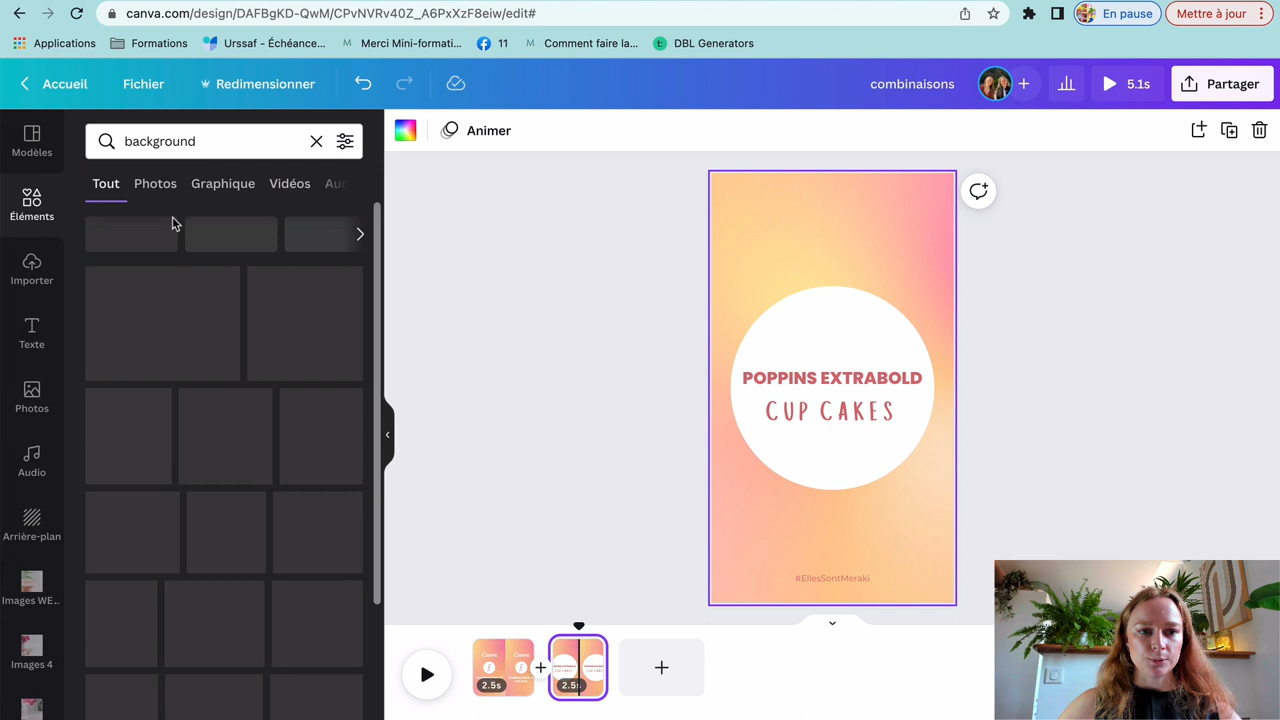 canva.com/design/DAFBgKD-QwM/CPvNVRv40Z_A6PxXzF8eiw/edit#
En pause
Mettre à jour
Applications
Formations
Urssaf - Échéance...
Merci Mini-formati...
11
Comment faire la...
DBL Generators
Accueil
Fichier
Redimensionner
combinaisons
5.1s
Partager
Modèles
Éléments
Importer
Texte
Photos
Audio
Arrière-plan
Images WE...
Images 4
background
Tout
Photos
Graphique
Vidéos
Auc
Animer
POPPINS EXTRABOLD
CUP CAKES
#EllesSontMeraki
2.5s
2.5s